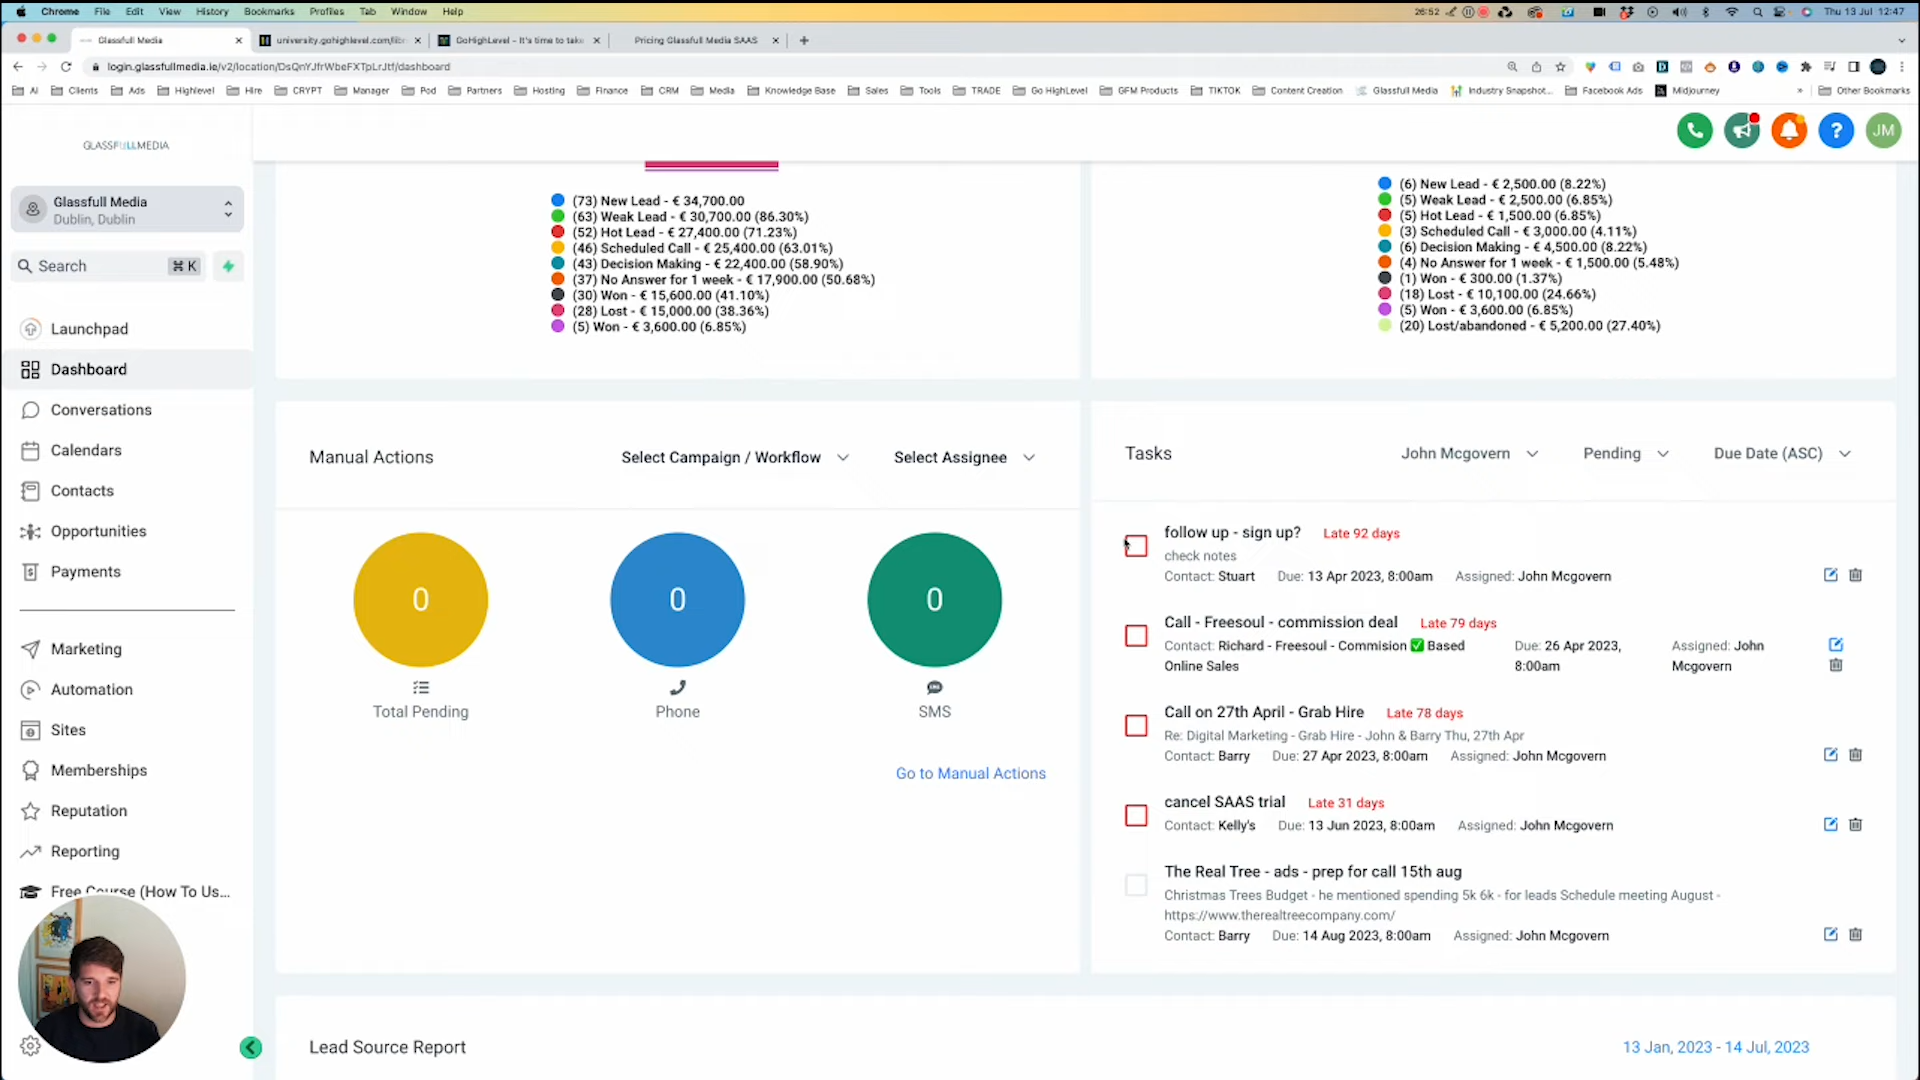 Chrome File Edit View History Bookmarks Profiles Tab Window Help 26:52 Thu 13 Jul 12:47
Glassfull Media university.gohighlevel.com/libr GoHighLevel - It's time to take Pricing Glassfull Media SAAS
login.glassfullmedia.ie/v2/location/DsQnYJfrWbeFXTpLrJtf/dashboard
AI Clients Ads Highlevel Hire CRYPT Manager Pod Partners Hosting Finance CRM Media Knowledge Base Sales Tools TRADE Go HighLevel GFM Products TIKTOK Content Creation Glassfull Media Industry Snapshot... Facebook Ads Midjourney » Other Bookmarks
GLASSFULLMEDIA
? JM
Glassfull Media
Dublin, Dublin
Search ⌘ K
Launchpad
Dashboard
Conversations
Calendars
Contacts
Opportunities
Payments
Marketing
Automation
Sites
Memberships
Reputation
Reporting
Free Course (How To Us...
(73) New Lead - € 34,700.00
(63) Weak Lead - € 30,700.00 (86.30%)
(52) Hot Lead - € 27,400.00 (71.23%)
(46) Scheduled Call - € 25,400.00 (63.01%)
(43) Decision Making - € 22,400.00 (58.90%)
(37) No Answer for 1 week - € 17,900.00 (50.68%)
(30) Won - € 15,600.00 (41.10%)
(28) Lost - € 15,000.00 (38.36%)
(5) Won - € 3,600.00 (6.85%)
(6) New Lead - € 2,500.00 (8.22%)
(5) Weak Lead - € 2,500.00 (6.85%)
(5) Hot Lead - € 1,500.00 (6.85%)
(3) Scheduled Call - € 3,000.00 (4.11%)
(6) Decision Making - € 4,500.00 (8.22%)
(4) No Answer for 1 week - € 1,500.00 (5.48%)
(1) Won - € 300.00 (1.37%)
(18) Lost - € 10,100.00 (24.66%)
(5) Won - € 3,600.00 (6.85%)
(20) Lost/abandoned - € 5,200.00 (27.40%)
Manual Actions Select Campaign / Workflow Select Assignee
0 0 0
Total Pending Phone SMS
Go to Manual Actions
Tasks John Mcgovern Pending Due Date (ASC)
follow up - sign up? Late 92 days
check notes
Contact: Stuart Due: 13 Apr 2023, 8:00am Assigned: John Mcgovern
Call - Freesoul - commission deal Late 79 days
Contact: Richard - Freesoul - Commision ✅ Based Due: 26 Apr 2023, Assigned: John
Online Sales 8:00am Mcgovern
Call on 27th April - Grab Hire Late 78 days
Re: Digital Marketing - Grab Hire - John & Barry Thu, 27th Apr
Contact: Barry Due: 27 Apr 2023, 8:00am Assigned: John Mcgovern
cancel SAAS trial Late 31 days
Contact: Kelly's Due: 13 Jun 2023, 8:00am Assigned: John Mcgovern
The Real Tree - ads - prep for call 15th aug
Christmas Trees Budget - he mentioned spending 5k 6k - for leads Schedule meeting August -
https://www.therealtreecompany.com/
Contact: Barry Due: 14 Aug 2023, 8:00am Assigned: John Mcgovern
Lead Source Report 13 Jan, 2023 - 14 Jul, 2023